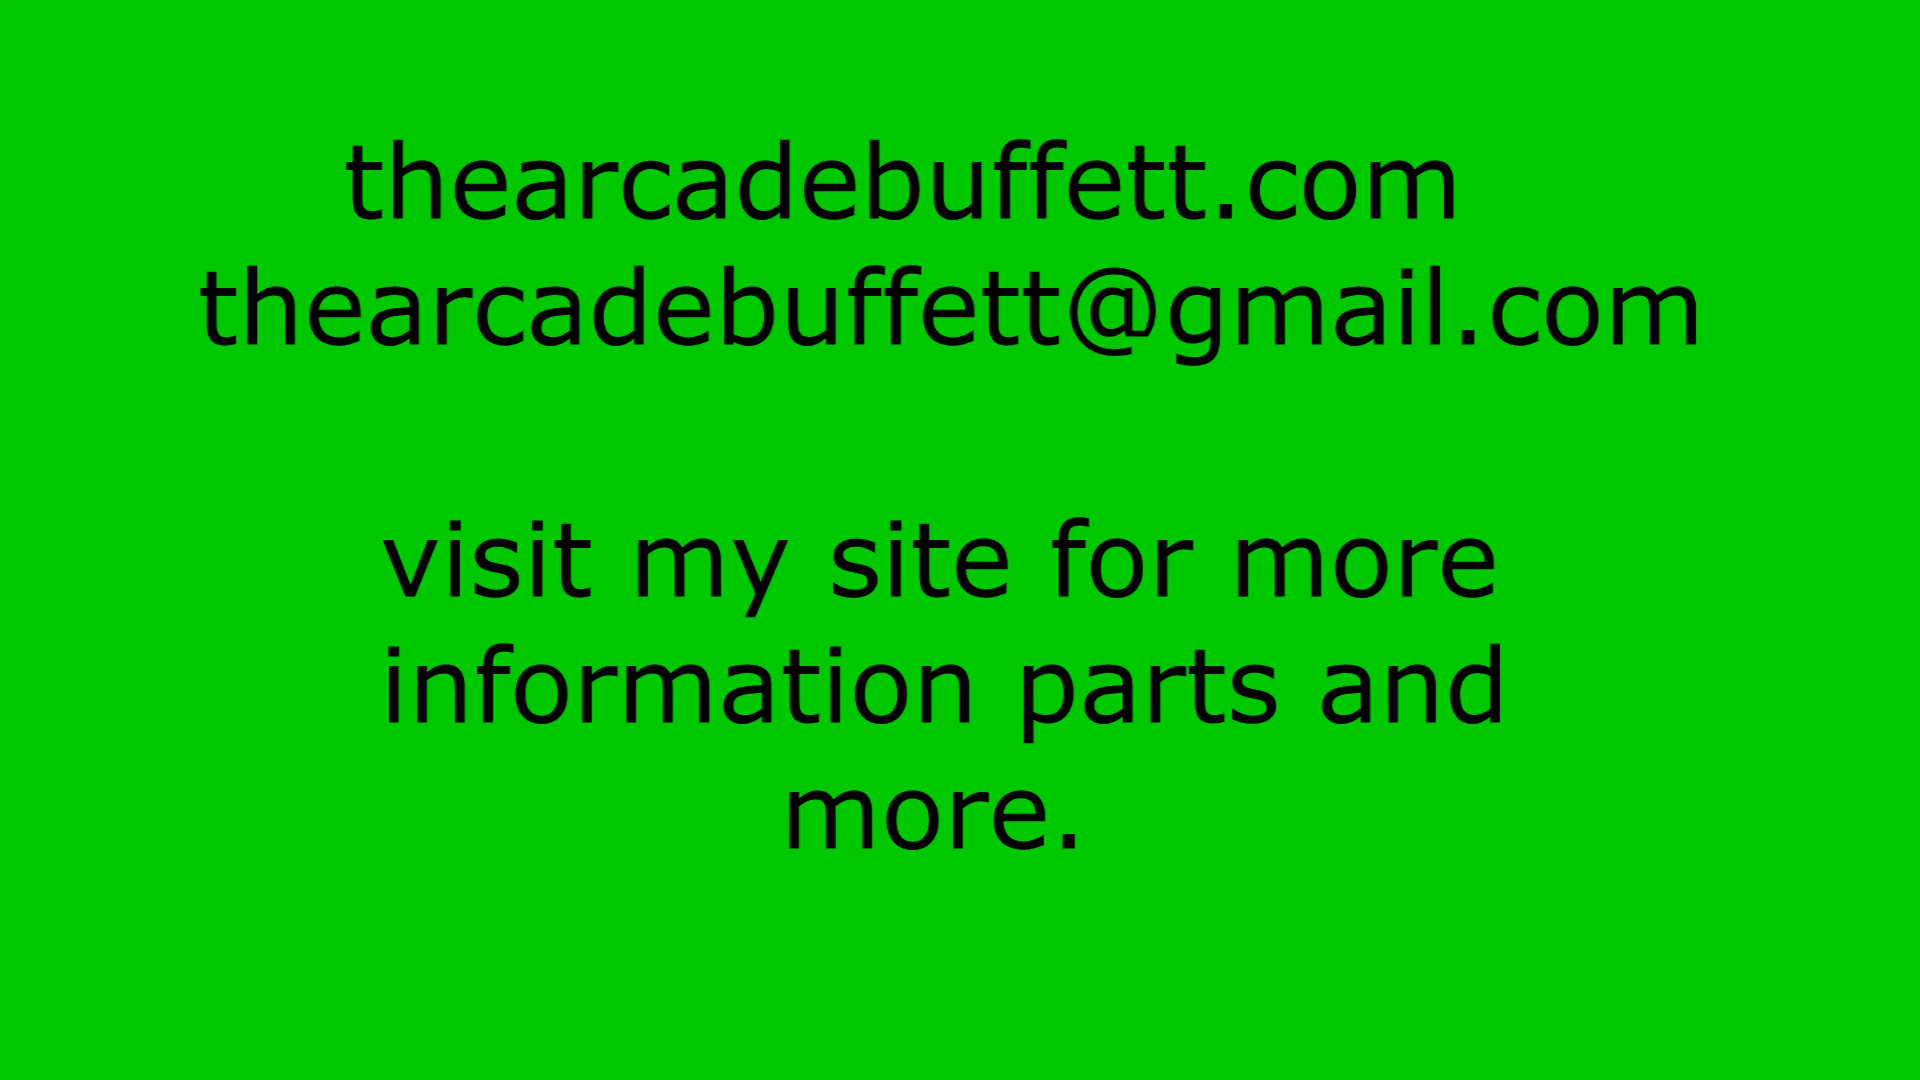 thearcadebuffett.com
thearcadebuffett@gmail.com
visit my site for more
information parts and
more.